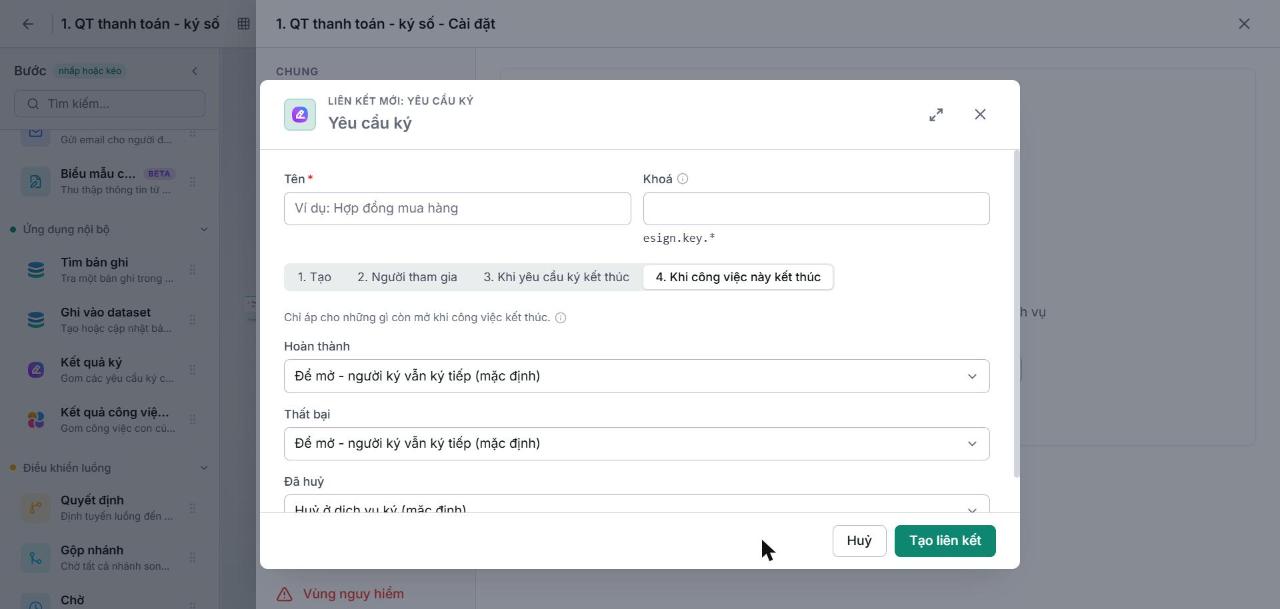 1. QT thanh toán - ký số
1. QT thanh toán - ký số - Cài đặt
Bước
nhấp hoặc kéo
CHUNG
Tìm kiếm...
Gửi email cho người đ...
Biểu mẫu c...
BETA
Thu thập thông tin từ ...
Ứng dụng nội bộ
Tìm bản ghi
Tra một bản ghi trong ...
Ghi vào dataset
Tạo hoặc cập nhật bả...
Kết quả ký
Gom các yêu cầu ký c...
Kết quả công việ...
Gom công việc con củ...
Điều khiển luồng
Quyết định
Định tuyến luồng đến ...
Gộp nhánh
Chờ tất cả nhánh son...
Chờ
LIÊN KẾT MỚI: YÊU CẦU KÝ
Yêu cầu ký
Tên*
Khoá
Ví dụ: Hợp đồng mua hàng
esign.key.*
1. Tạo
2. Người tham gia
3. Khi yêu cầu ký kết thúc
4. Khi công việc này kết thúc
Chỉ áp cho những gì còn mở khi công việc kết thúc.
Hoàn thành
Để mở - người ký vẫn ký tiếp (mặc định)
Thất bại
Để mở - người ký vẫn ký tiếp (mặc định)
Đã huỷ
Huỷ ở dịch vụ ký (mặc định)
Huỷ
Tạo liên kết
vụ
Vùng nguy hiểm